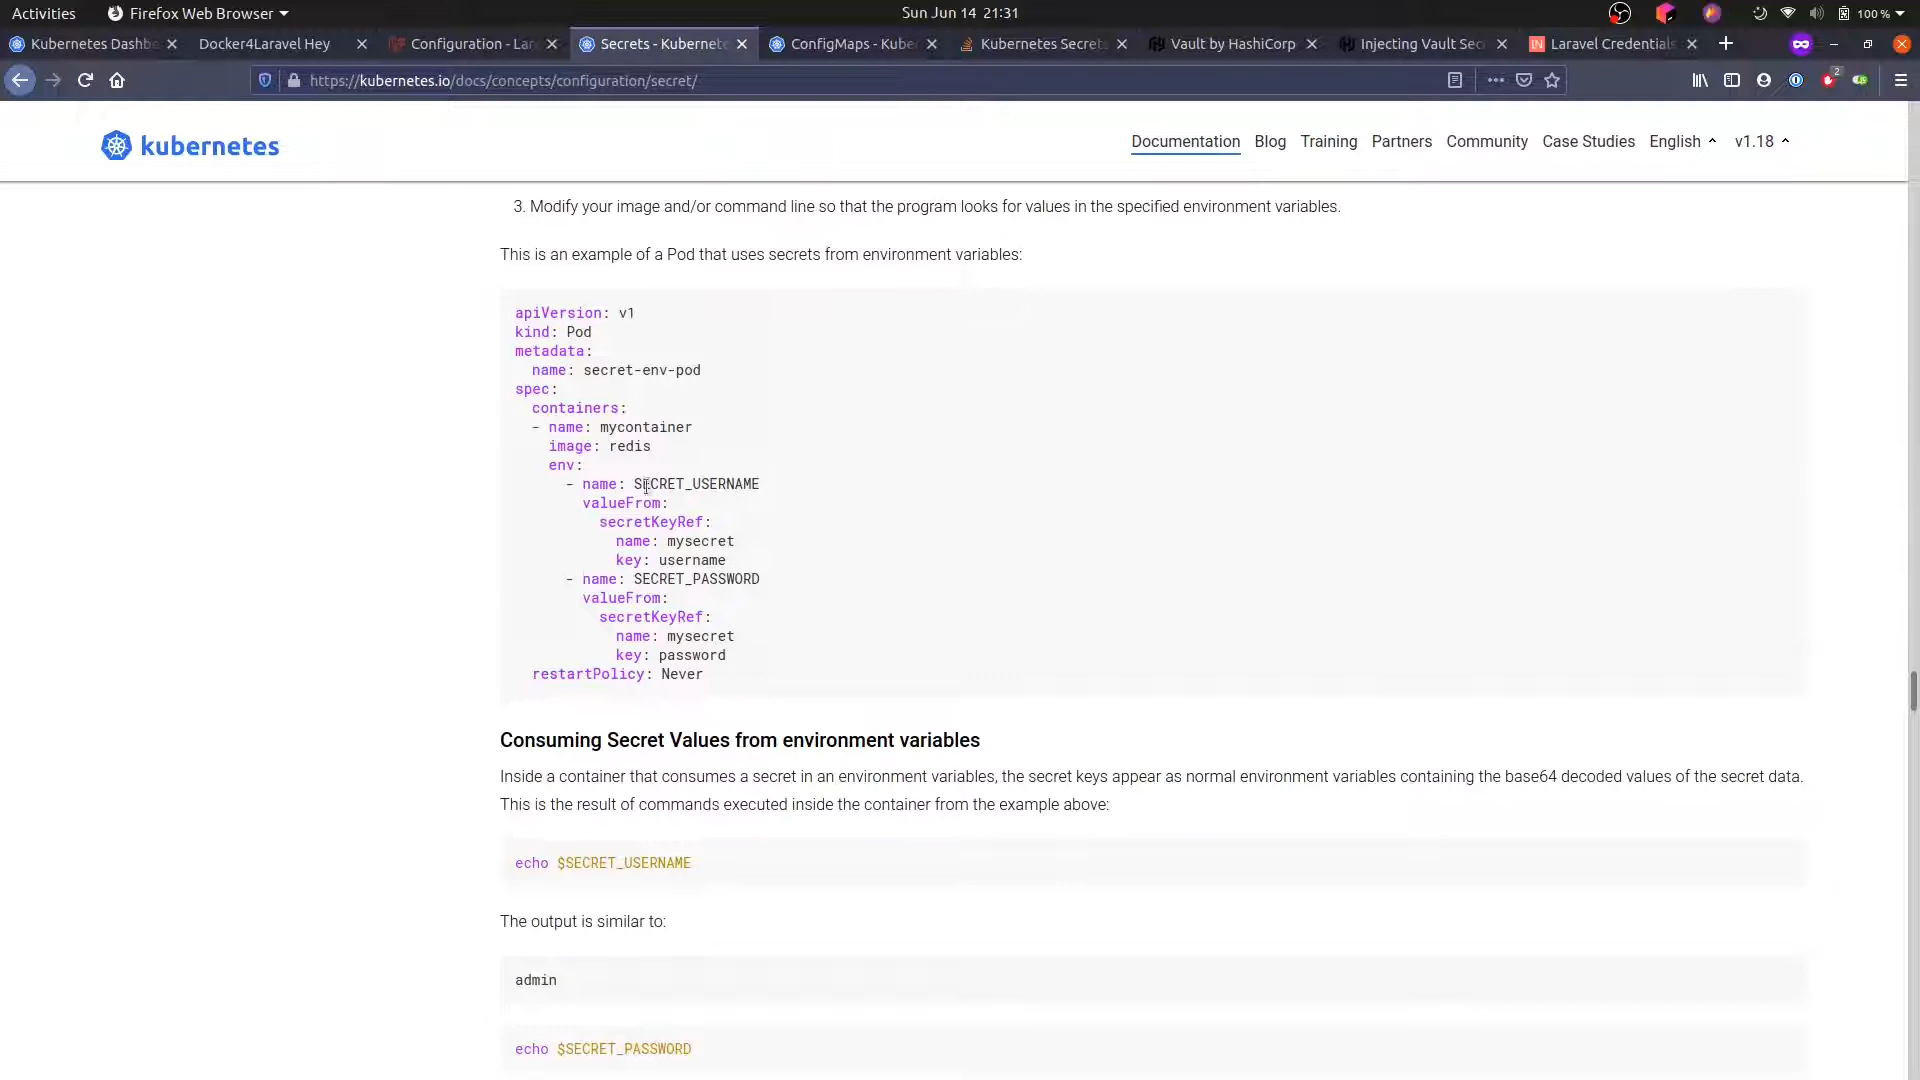 Activities
Firefox Web Browser
Sun Jun 14 21:31
100 %
Kubernetes Dashb
Docker4Laravel Hey
Configuration - Lar
Secrets - Kubernete
ConfigMaps - Kube
Kubernetes Secrets
Vault by HashiCorp
Injecting Vault Sec
IN Laravel Credentials
https://kubernetes.io/docs/concepts/configuration/secret/
2
kubernetes
Documentation Blog Training Partners Community Case Studies English v1.18
3. Modify your image and/or command line so that the program looks for values in the specified environment variables.
This is an example of a Pod that uses secrets from environment variables:
apiVersion: v1
kind: Pod
metadata:
  name: secret-env-pod
spec:
  containers:
  - name: mycontainer
    image: redis
    env:
      - name: SECRET_USERNAME
        valueFrom:
          secretKeyRef:
            name: mysecret
            key: username
      - name: SECRET_PASSWORD
        valueFrom:
          secretKeyRef:
            name: mysecret
            key: password
  restartPolicy: Never
Consuming Secret Values from environment variables
Inside a container that consumes a secret in an environment variables, the secret keys appear as normal environment variables containing the base64 decoded values of the secret data.
This is the result of commands executed inside the container from the example above:
echo $SECRET_USERNAME
The output is similar to:
admin
echo $SECRET_PASSWORD